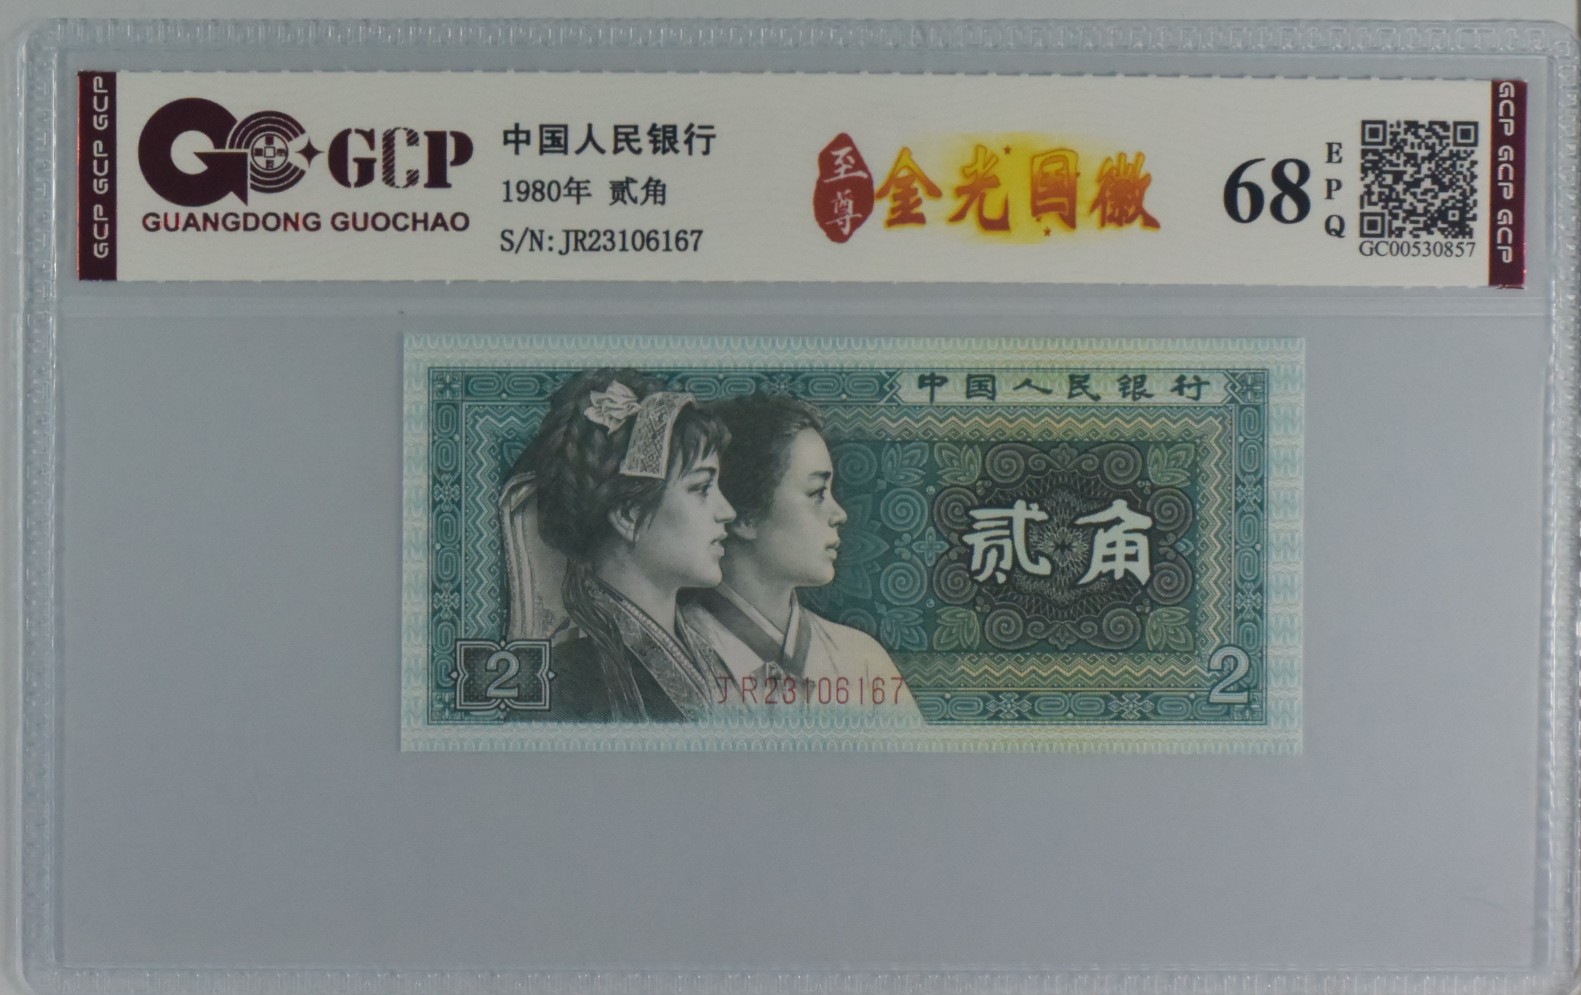 GCP GCP GCP
GCP
GUANGDONG GUOCHAO
中国人民银行
1980年 贰角
S/N:JR23106167
至尊
金光国徽
68
EPQ
GC00530857
GCP GCP GCP
中国人民银行
贰角
2
JR23106167
2